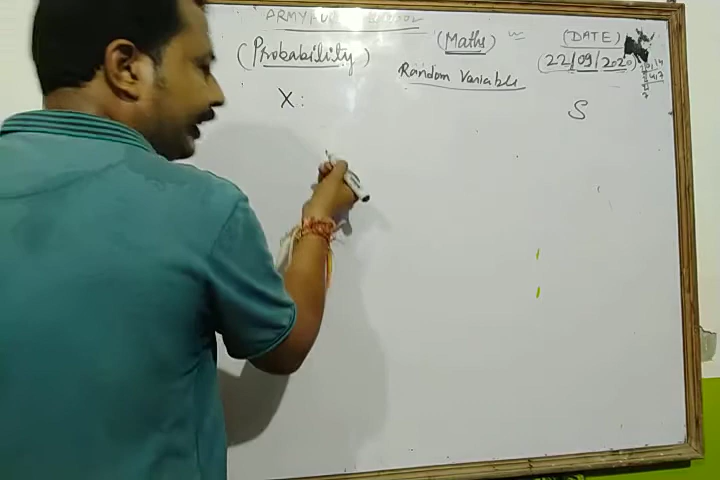 (Probability) (Maths) (DATE)
Random Variable (22/09/2020)
X: S